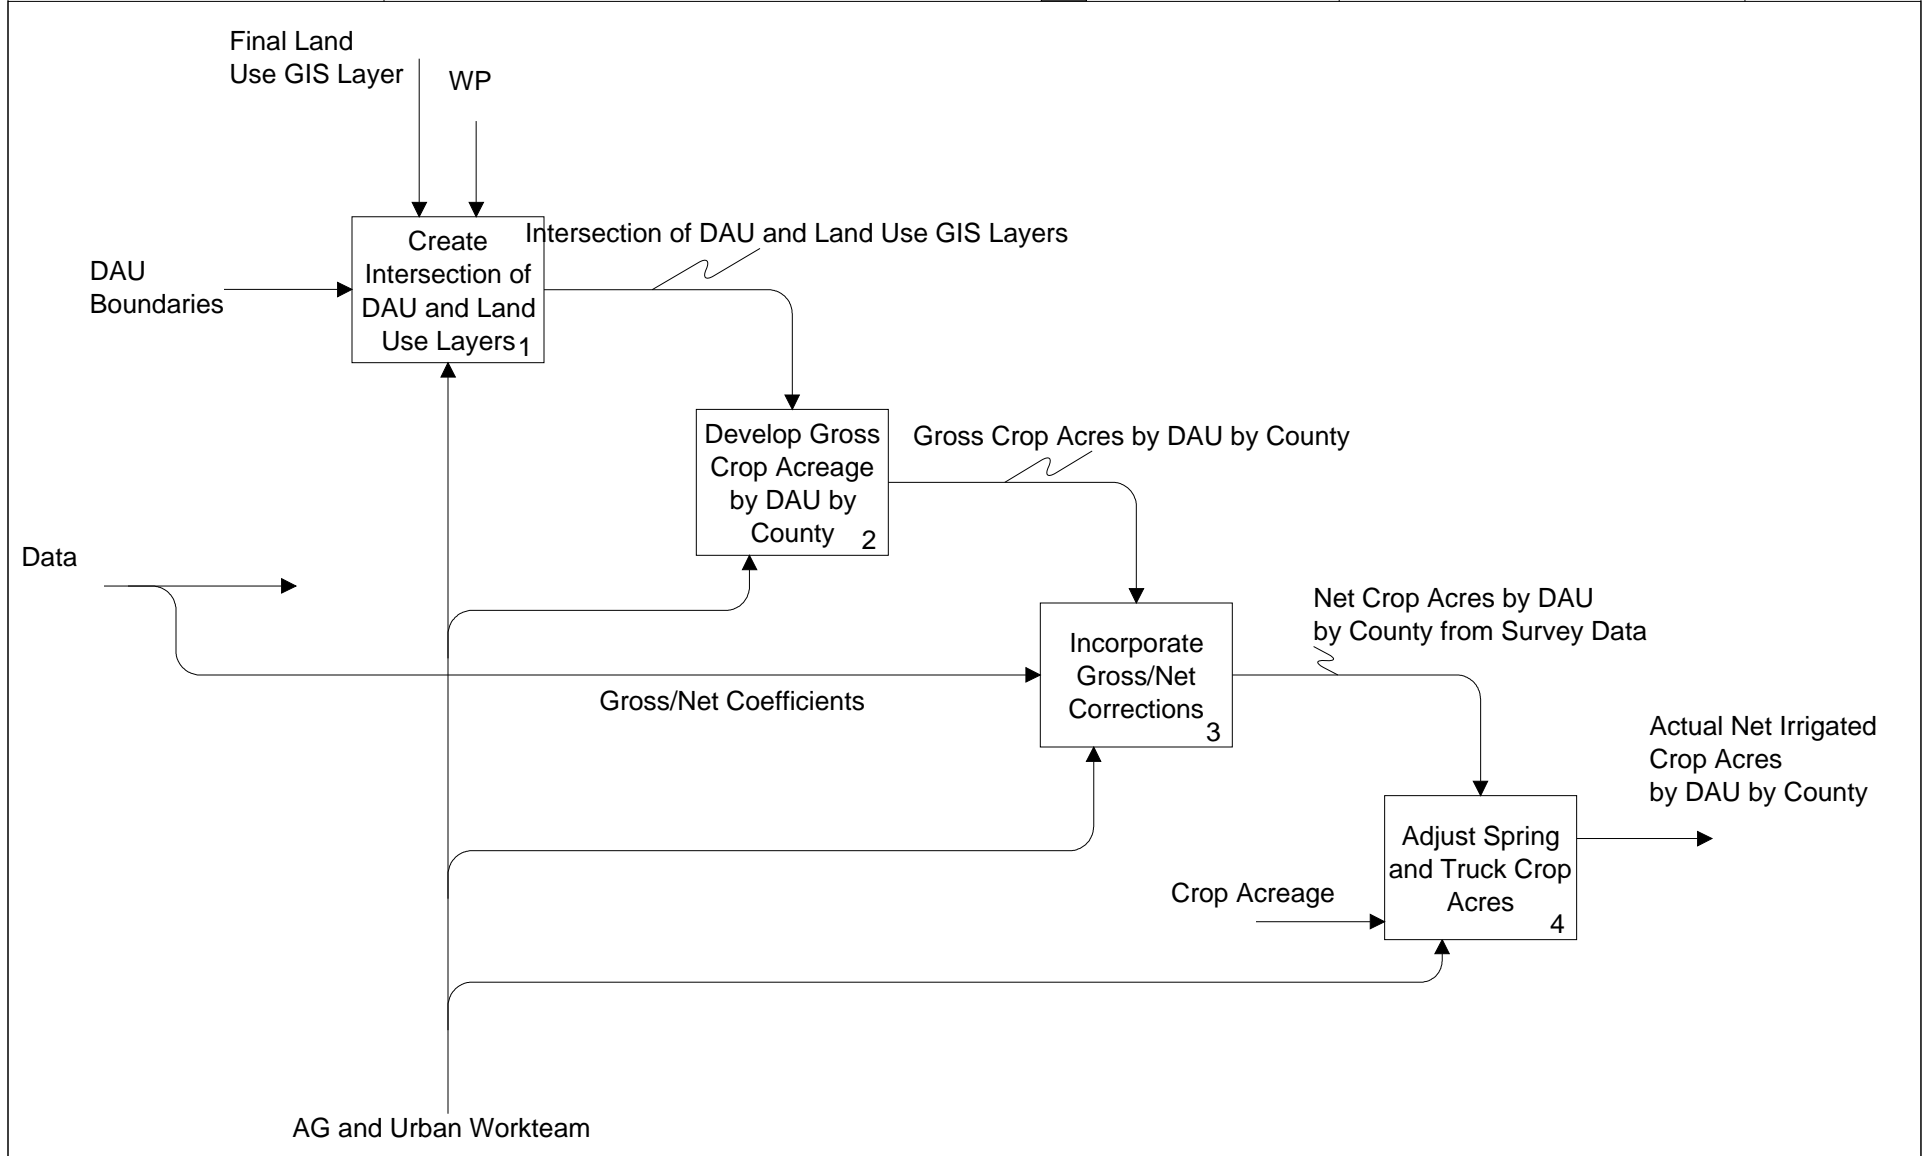 Final Land
Use GIS Layer
WP
DAU
Boundaries
Create
Intersection of
DAU and Land
Use Layers
1
Intersection of DAU and Land Use GIS Layers
Develop Gross
Crop Acreage
by DAU by
County
2
Gross Crop Acres by DAU by County
Data
Gross/Net Coefficients
Incorporate
Gross/Net
Corrections
3
Net Crop Acres by DAU
by County from Survey Data
Actual Net Irrigated
Crop Acres
by DAU by County
Adjust Spring
and Truck Crop
Acres
4
Crop Acreage
AG and Urban Workteam